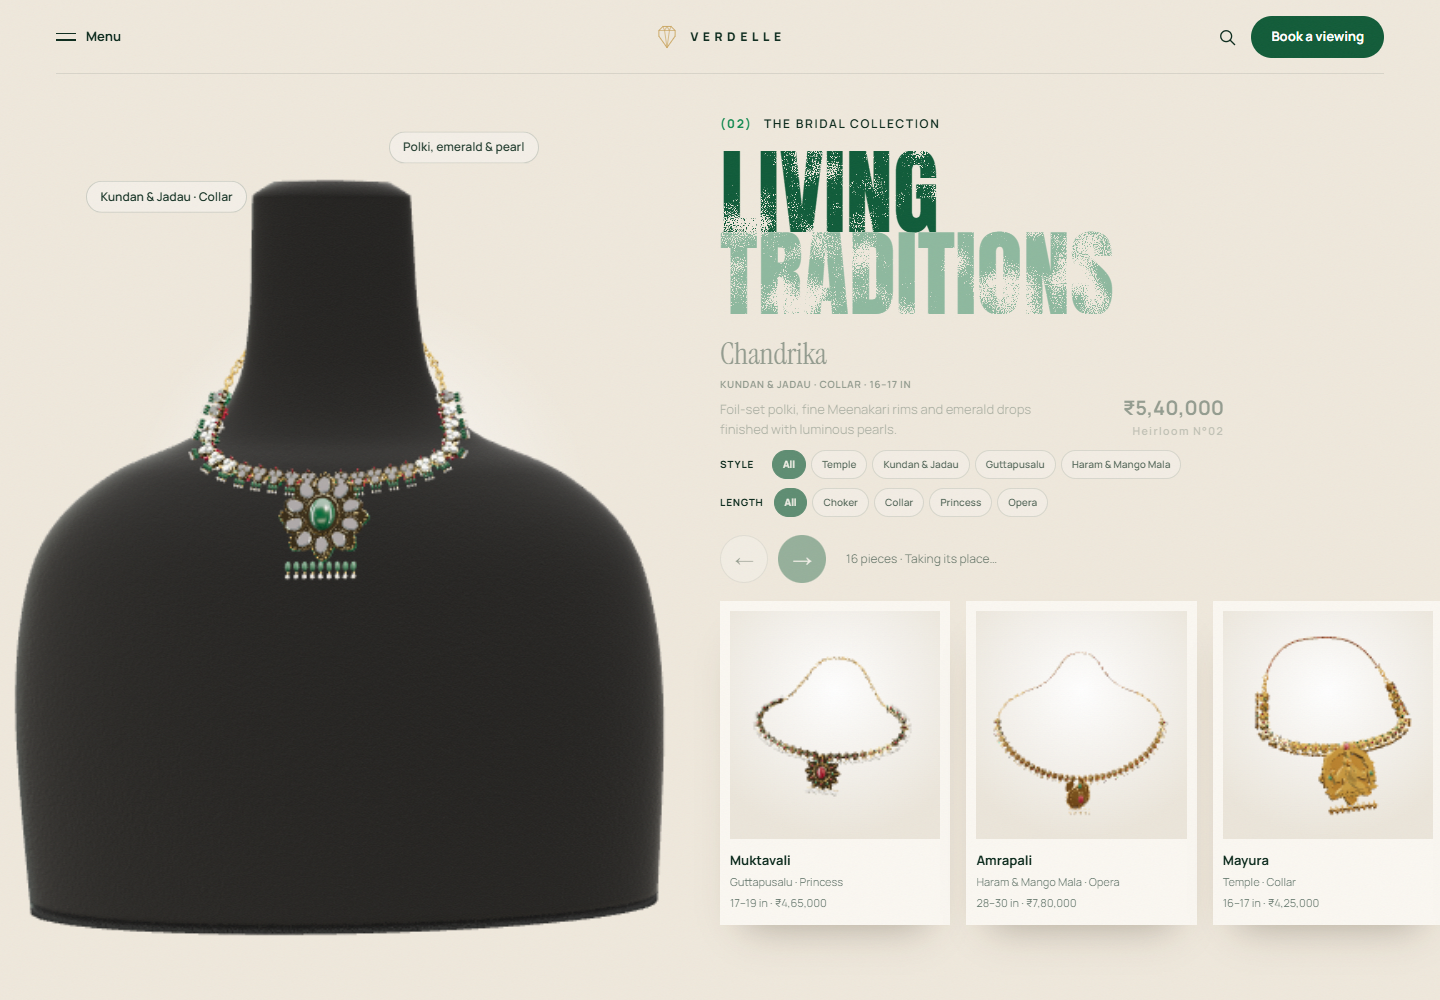 Menu
VERDELLE
Book a viewing
Polki, emerald & pearl
Kundan & Jadau · Collar
(02) THE BRIDAL COLLECTION
LIVING
TRADITIONS
Chandrika
KUNDAN & JADAU · COLLAR · 16–17 IN
Foil-set polki, fine Meenakari rims and emerald drops
finished with luminous pearls.
₹5,40,000
Heirloom N°02
STYLE All Temple Kundan & Jadau Guttapusalu Haram & Mango Mala
LENGTH All Choker Collar Princess Opera
← → 16 pieces · Taking its place…
Muktavali
Guttapusalu · Princess
17–19 in · ₹4,65,000
Amrapali
Haram & Mango Mala · Opera
28–30 in · ₹7,80,000
Mayura
Temple · Collar
16–17 in · ₹4,25,000